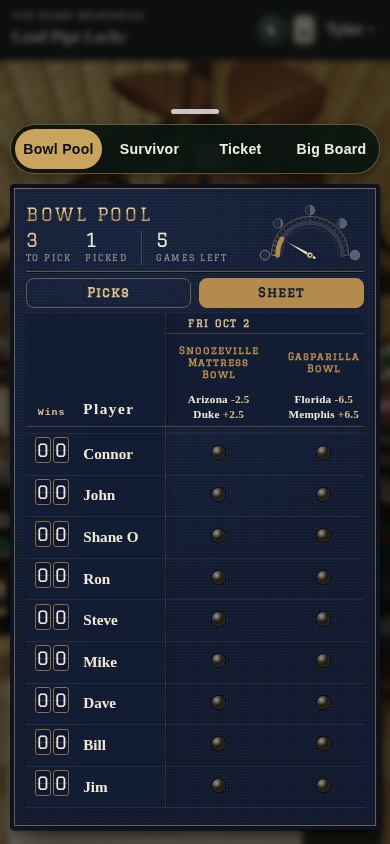 Tyler
Bowl Pool Survivor Ticket Big Board
BOWL POOL
3 1 5
TO PICK PICKED GAMES LEFT
PICKS SHEET
FRI OCT 2
SNOOZEVILLE MATTRESS BOWL
GASPARILLA BOWL
Arizona -2.5
Duke +2.5
Florida -6.5
Memphis +6.5
Wins Player
00 Connor
00 John
00 Shane O
00 Ron
00 Steve
00 Mike
00 Dave
00 Bill
00 Jim